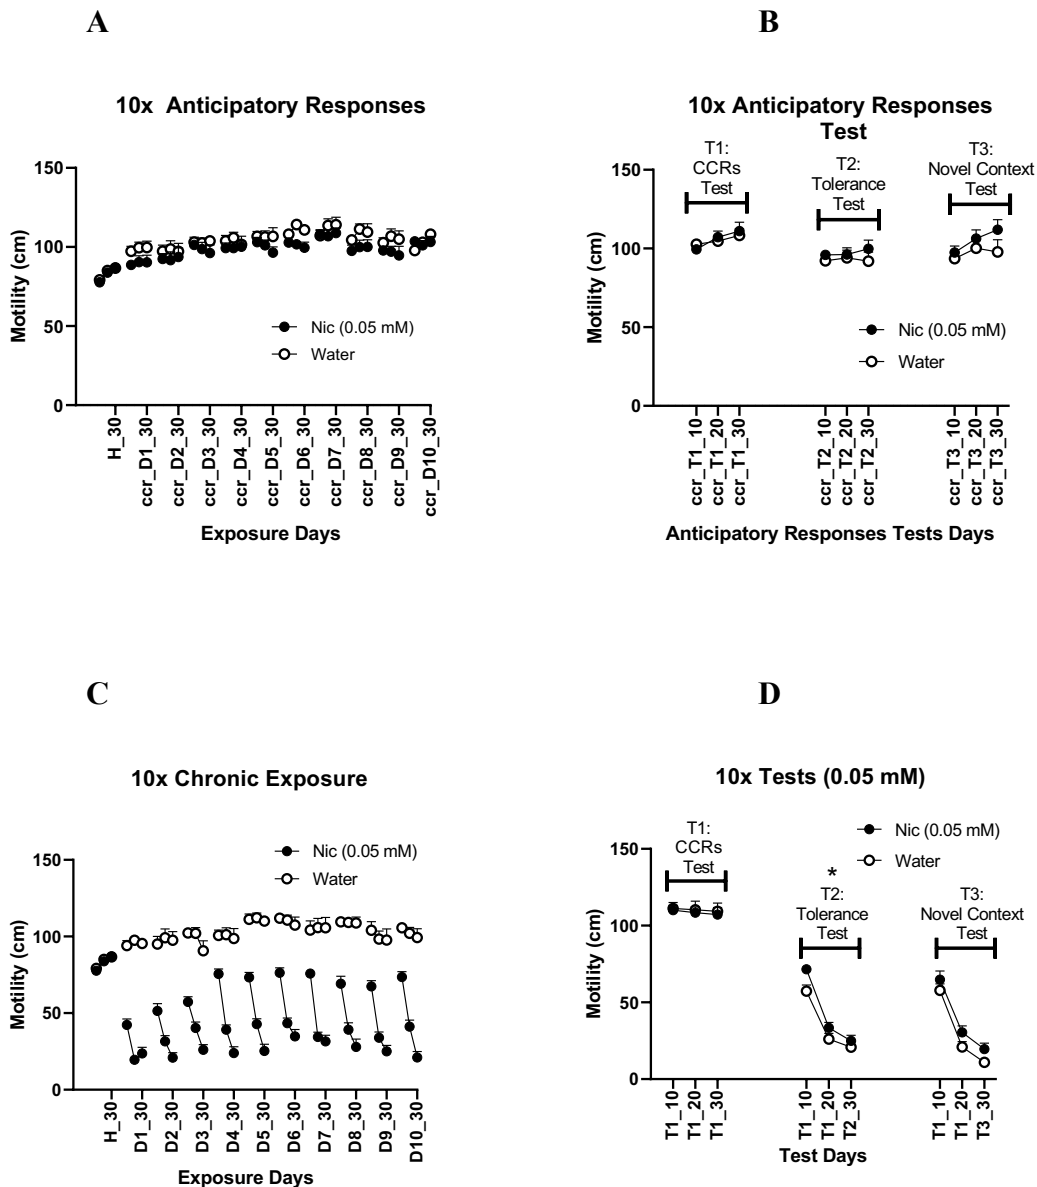 A
10x Anticipatory Responses
150
100
50
0
Motility (cm)
Nic (0.05 mM)
Water
H_30
ccr_D1_30
ccr_D2_30
ccr_D3_30
ccr_D4_30
ccr_D5_30
ccr_D6_30
ccr_D7_30
ccr_D8_30
ccr_D9_30
ccr_D10_30
Exposure Days
B
10x Anticipatory Responses
Test
T1:
CCRs
Test
T2:
Tolerance
Test
T3:
Novel Context
Test
150
100
50
0
Motility (cm)
Nic (0.05 mM)
Water
ccr_T1_10
ccr_T1_20
ccr_T1_30
ccr_T2_10
ccr_T2_20
ccr_T2_30
ccr_T3_10
ccr_T3_20
ccr_T3_30
Anticipatory Responses Tests Days
C
10x Chronic Exposure
Nic (0.05 mM)
Water
150
100
50
0
Motility (cm)
H_30
D1_30
D2_30
D3_30
D4_30
D5_30
D6_30
D7_30
D8_30
D9_30
D10_30
Exposure Days
D
10x Tests (0.05 mM)
T1:
CCRs
Test
Nic (0.05 mM)
Water
*
T2:
Tolerance
Test
T3:
Novel Context
Test
150
100
50
0
Motility (cm)
T1_10
T1_20
T1_30
T1_10
T1_20
T2_30
T1_10
T1_20
T3_30
Test Days